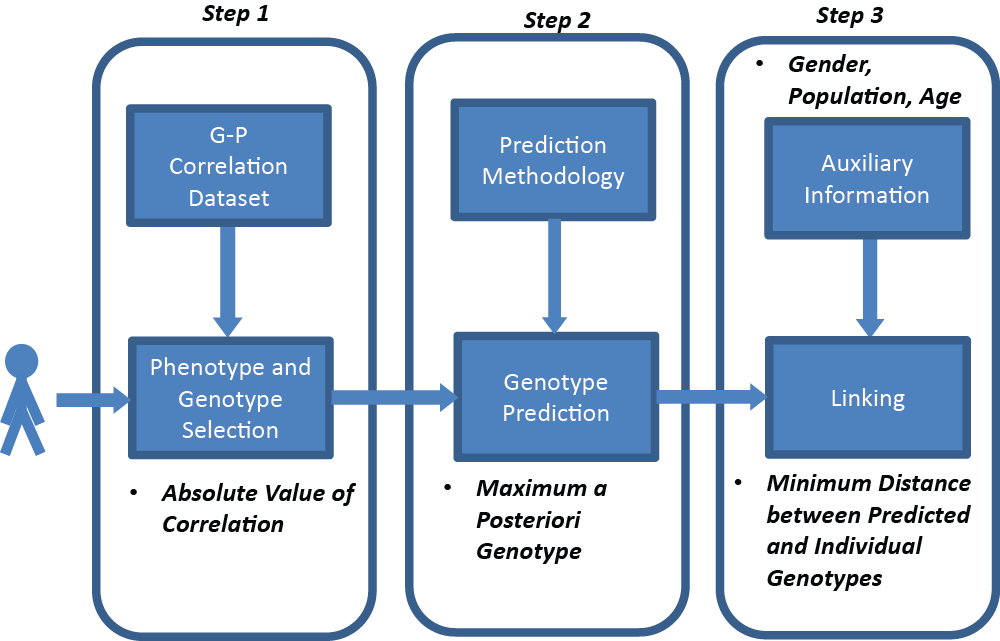 Step 1
G-P
Correlation
Dataset
Phenotype and
Genotype
Selection
• Absolute Value of
Correlation
Step 2
Prediction
Methodology
Genotype
Prediction
• Maximum a
Posteriori
Genotype
Step 3
• Gender,
Population, Age
Auxiliary
Information
Linking
• Minimum Distance
between Predicted
and Individual
Genotypes